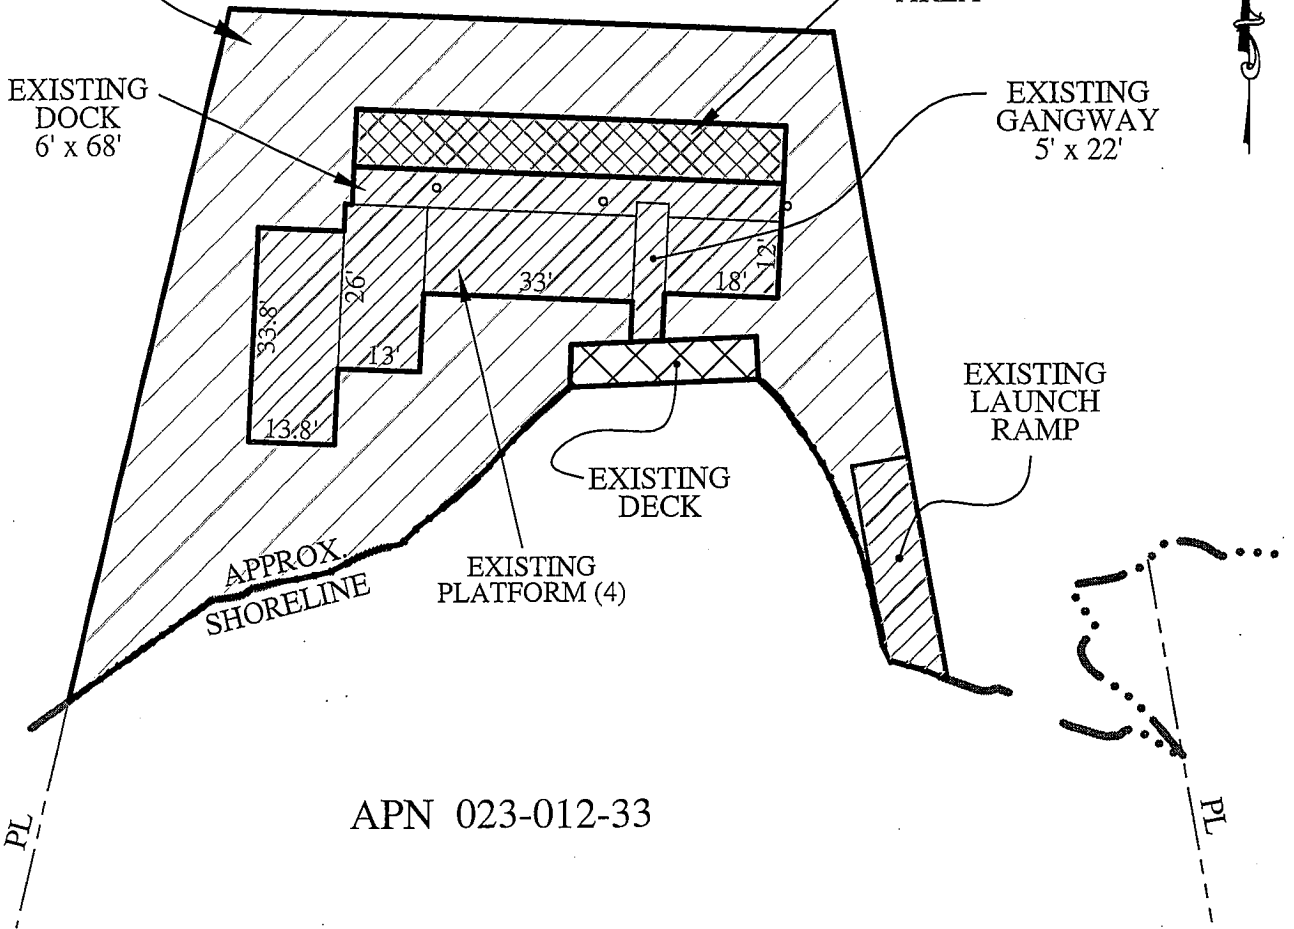 AREA
EXISTING
DOCK
6' x 68'
EXISTING
GANGWAY
5' x 22'
12'
18'
33'
26'
33.8'
13'
13.8'
EXISTING
LAUNCH
RAMP
EXISTING
DECK
EXISTING
PLATFORM (4)
APPROX.
SHORELINE
APN 023-012-33
PL
PL